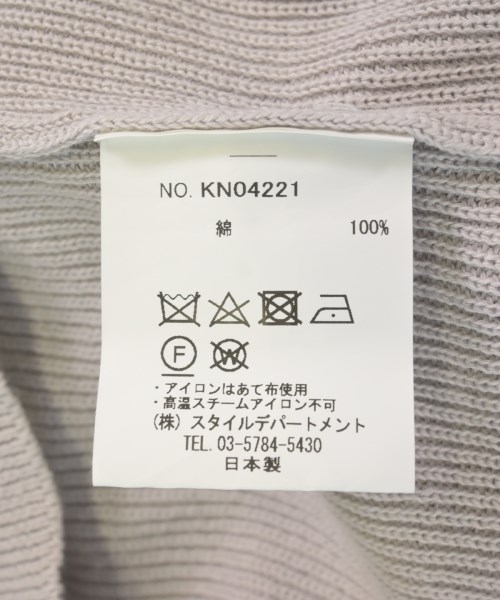 NO. KN04221
綿 100%
F W
・アイロンはあて布使用
・高温スチームアイロン不可
(株) スタイルデパートメント
TEL. 03-5784-5430
日本製